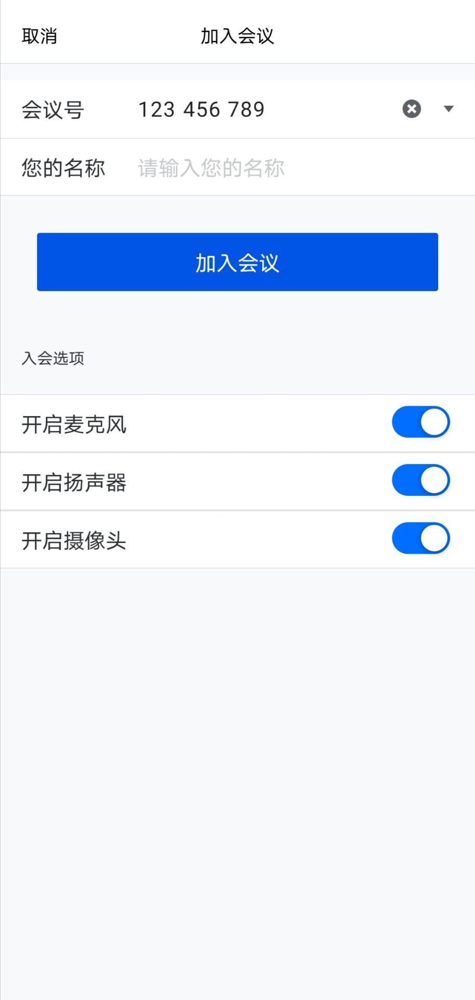 取消 加入会议
会议号 123 456 789
您的名称 请输入您的名称
加入会议
入会选项
开启麦克风
开启扬声器
开启摄像头